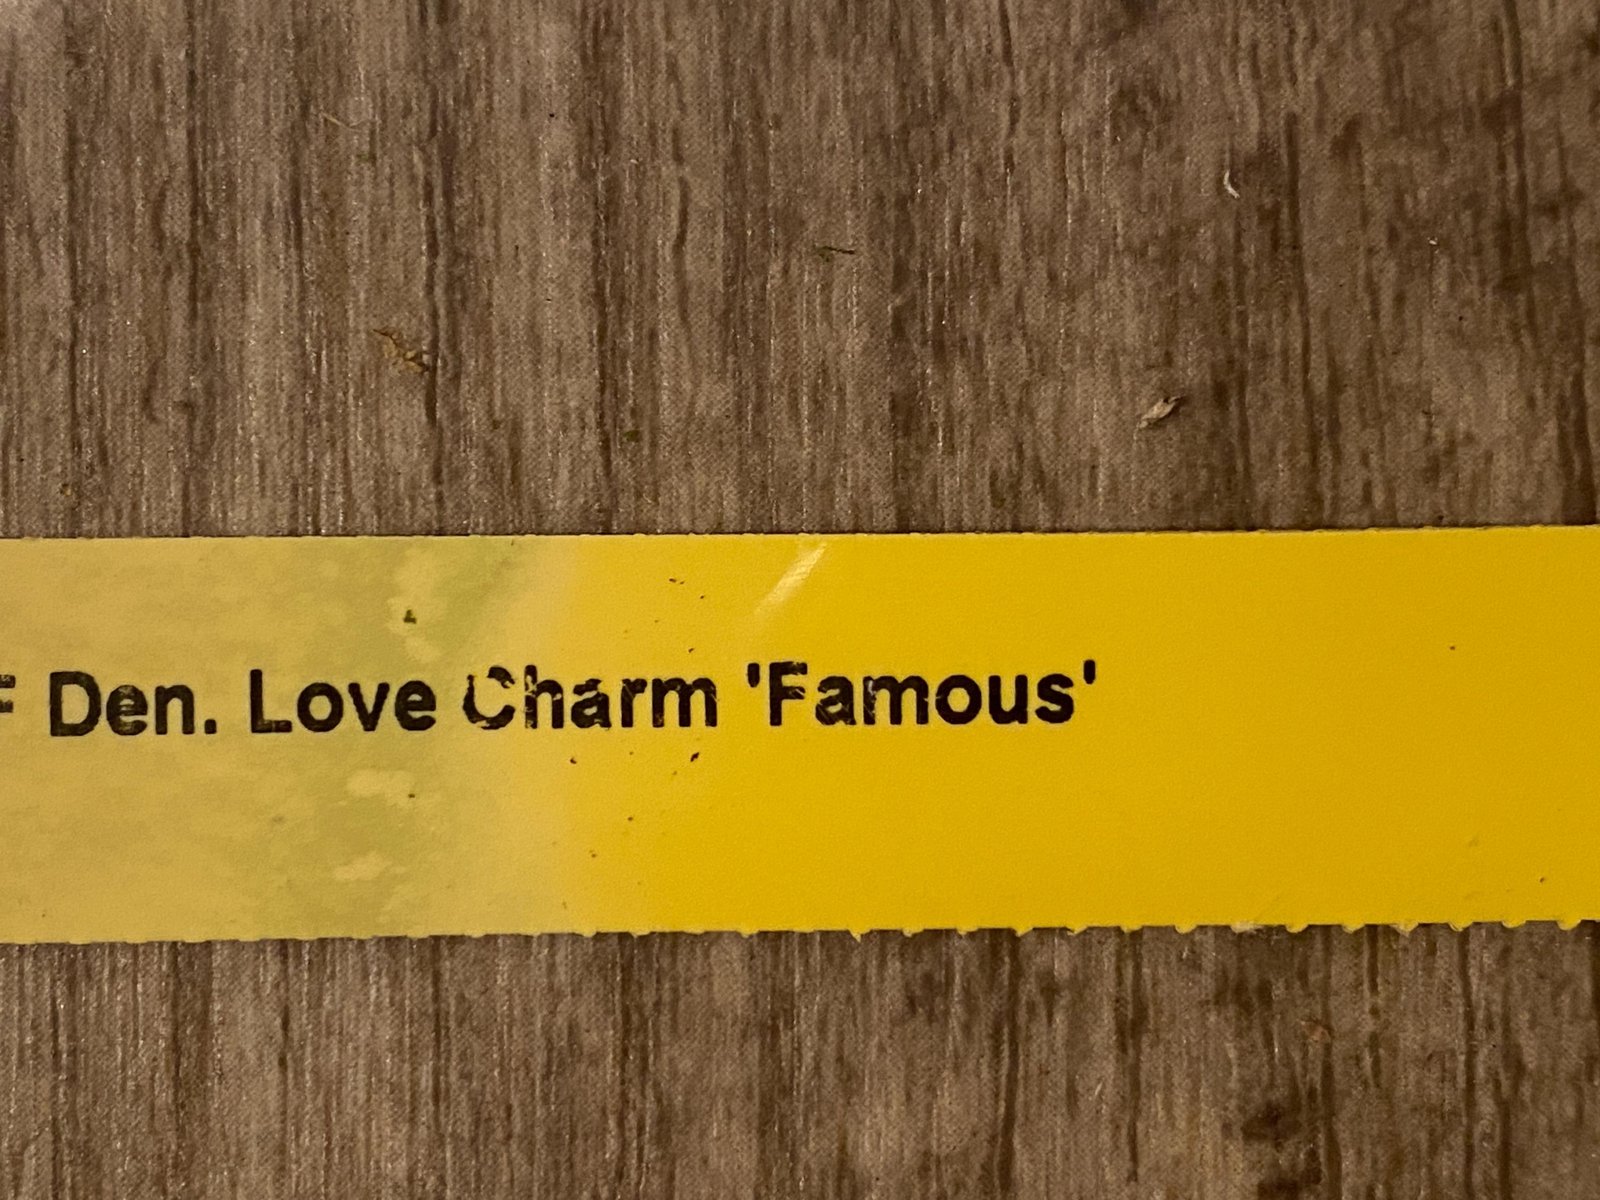 F Den. Love Charm 'Famous'